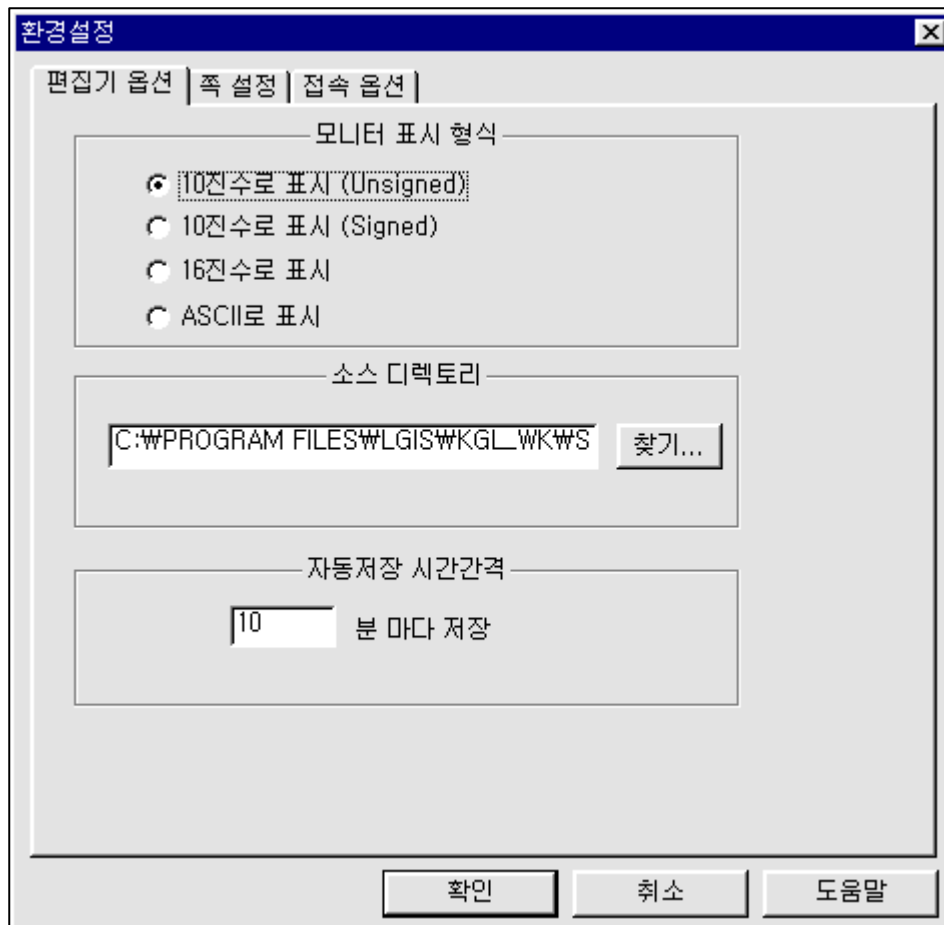 환경설정
편집기 옵션 쪽 설정 접속 옵션
모니터 표시 형식
10진수로 표시 (Unsigned)
10진수로 표시 (Signed)
16진수로 표시
ASCII로 표시
소스 디렉토리
C:₩PROGRAM FILES₩LGIS₩KGL_WK₩S 찾기...
자동저장 시간간격
10 분 마다 저장
확인 취소 도움말